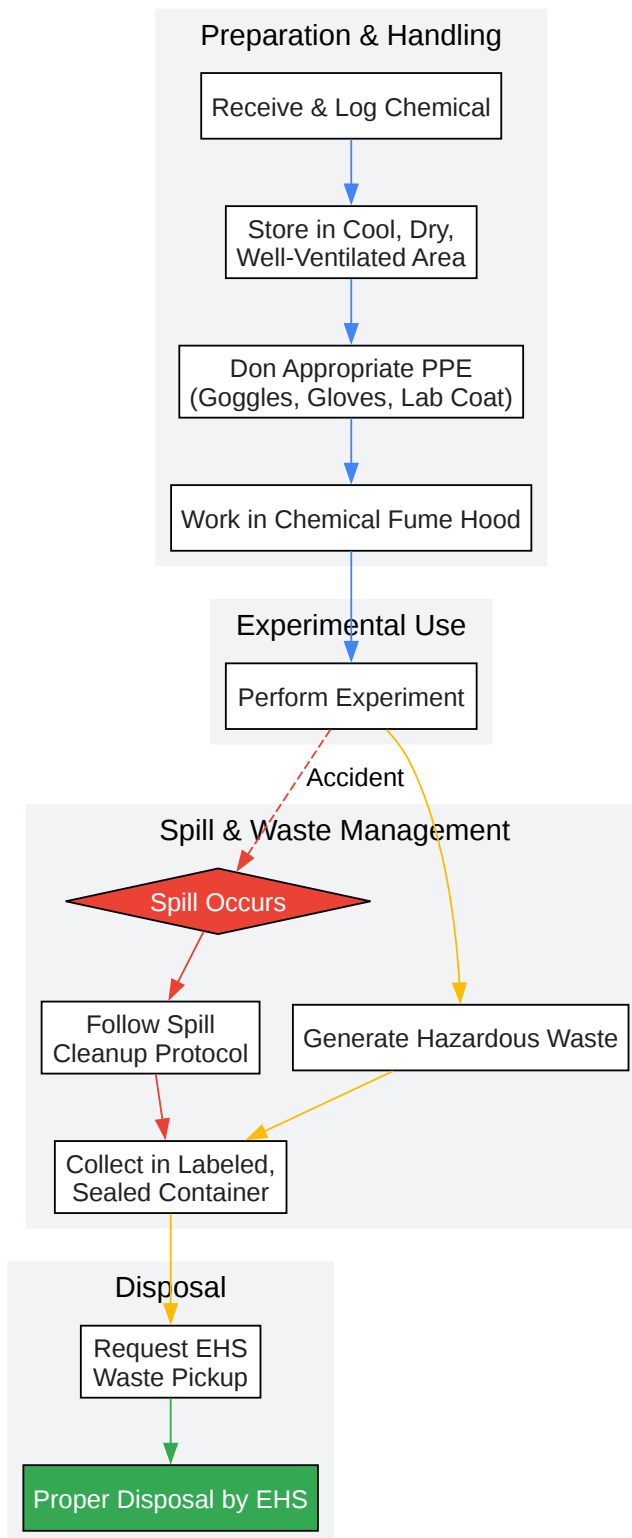 Preparation & Handling
Receive & Log Chemical
Store in Cool, Dry,
Well-Ventilated Area
Don Appropriate PPE
(Goggles, Gloves, Lab Coat)
Work in Chemical Fume Hood
Experimental Use
Perform Experiment
Accident
Spill & Waste Management
Spill Occurs
Follow Spill
Cleanup Protocol
Generate Hazardous Waste
Collect in Labeled,
Sealed Container
Disposal
Request EHS
Waste Pickup
Proper Disposal by EHS